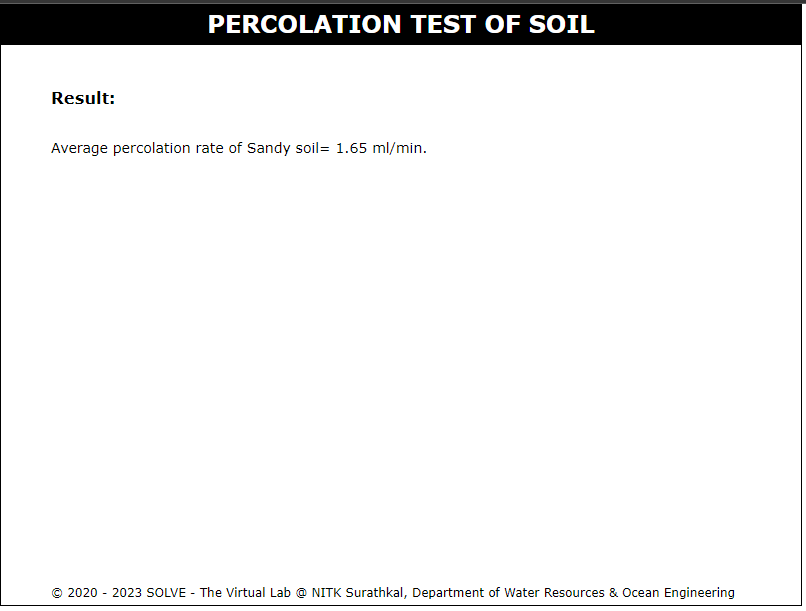 PERCOLATION TEST OF SOIL
Result:
Average percolation rate of Sandy soil= 1.65 ml/min.
© 2020 - 2023 SOLVE - The Virtual Lab @ NITK Surathkal, Department of Water Resources & Ocean Engineering